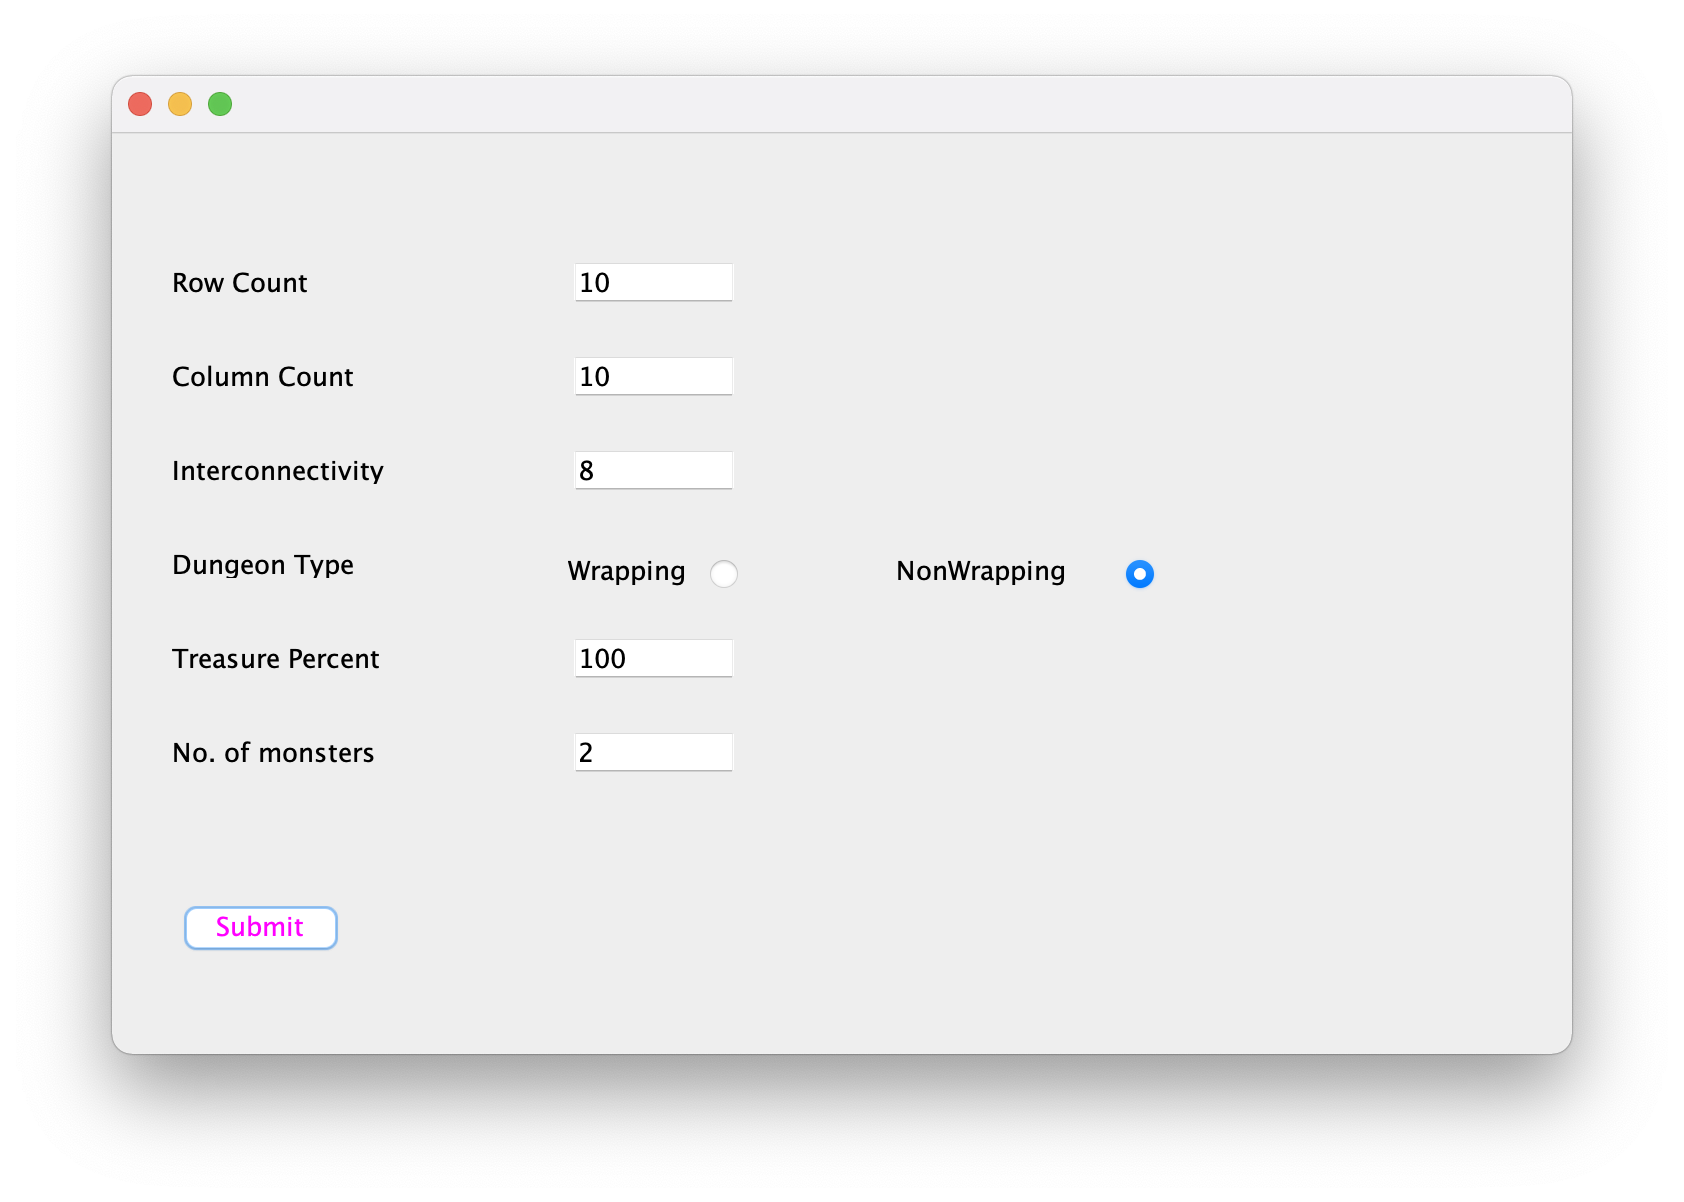 Row Count 10
Column Count 10
Interconnectivity 8
Dungeon Type Wrapping NonWrapping
Treasure Percent 100
No. of monsters 2
Submit